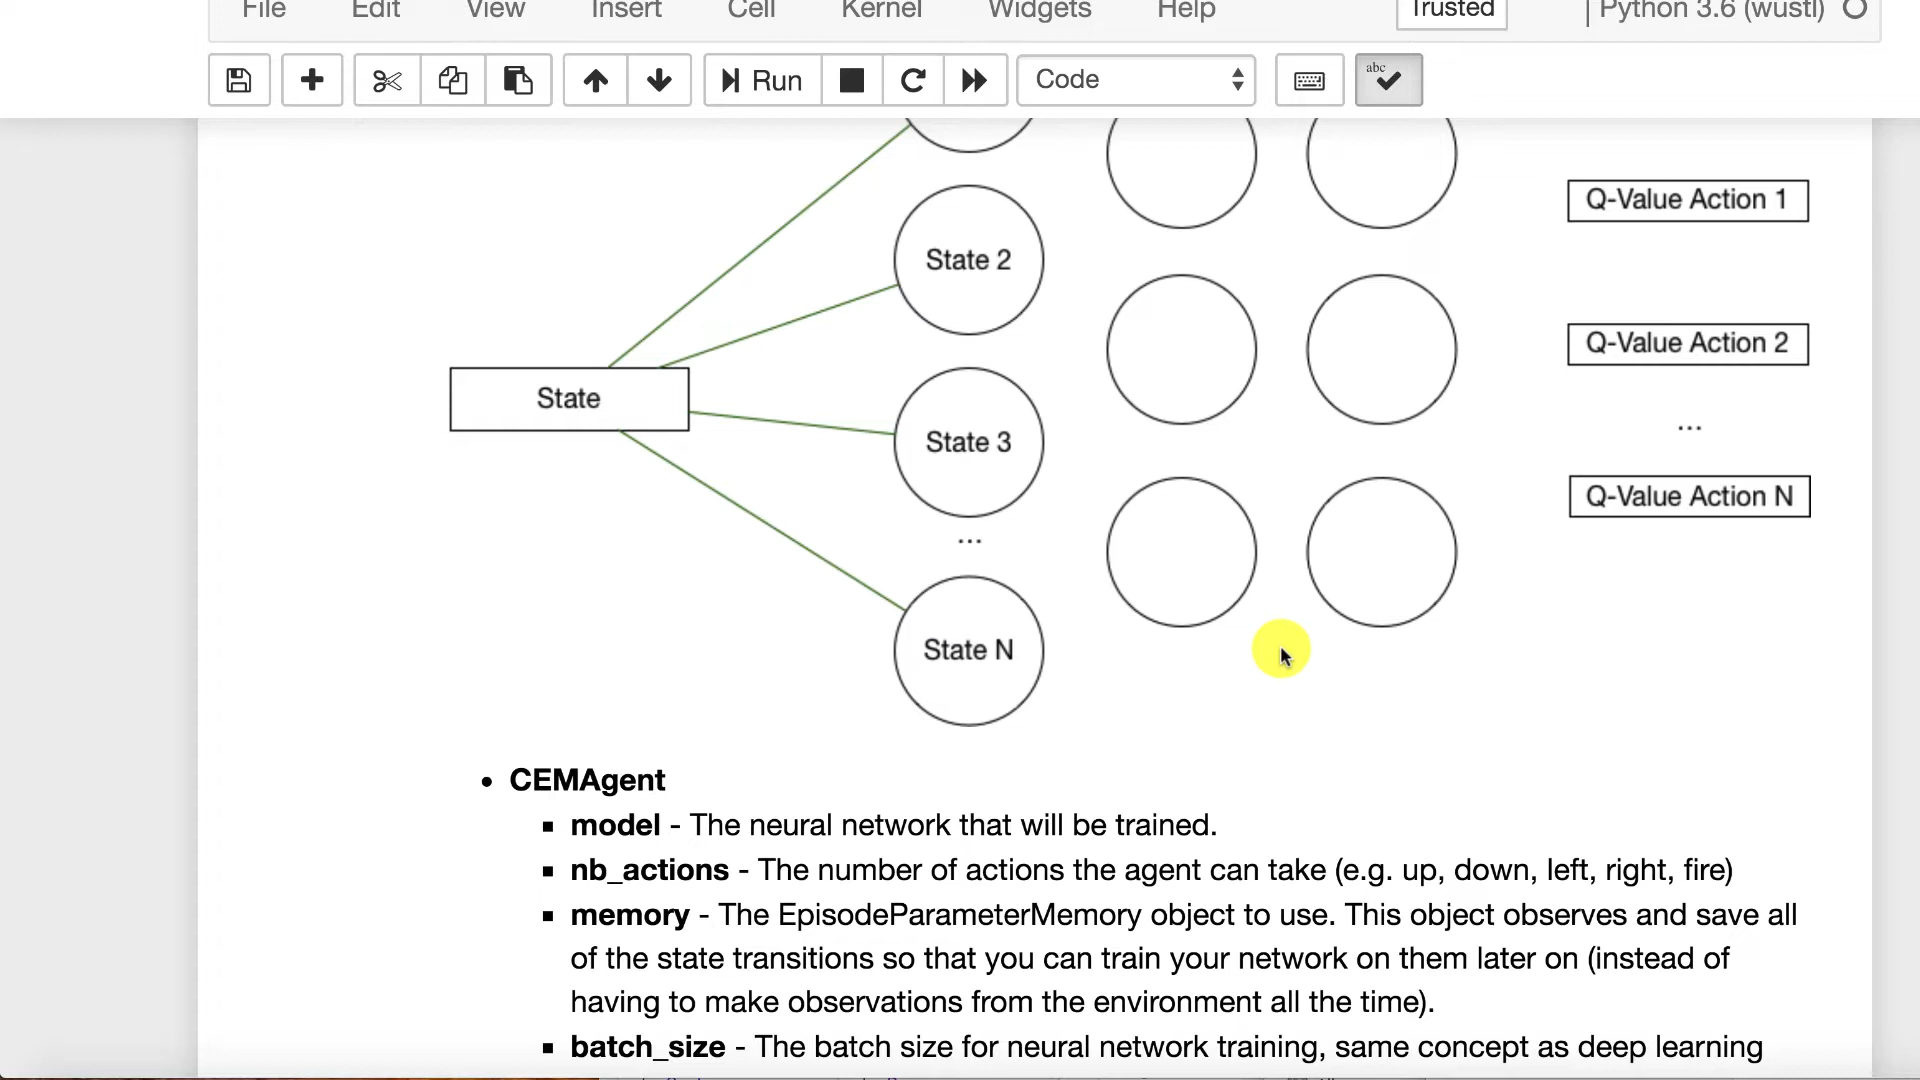 File Edit View Insert Cell Kernel Widgets Help Trusted Python 3.6 (wustl)
Run Code abc
Q-Value Action 1
State 2
Q-Value Action 2
State
...
State 3
Q-Value Action N
...
State N
• CEMAgent
▪ model - The neural network that will be trained.
▪ nb_actions - The number of actions the agent can take (e.g. up, down, left, right, fire)
▪ memory - The EpisodeParameterMemory object to use. This object observes and save all
of the state transitions so that you can train your network on them later on (instead of
having to make observations from the environment all the time).
▪ batch_size - The batch size for neural network training, same concept as deep learning